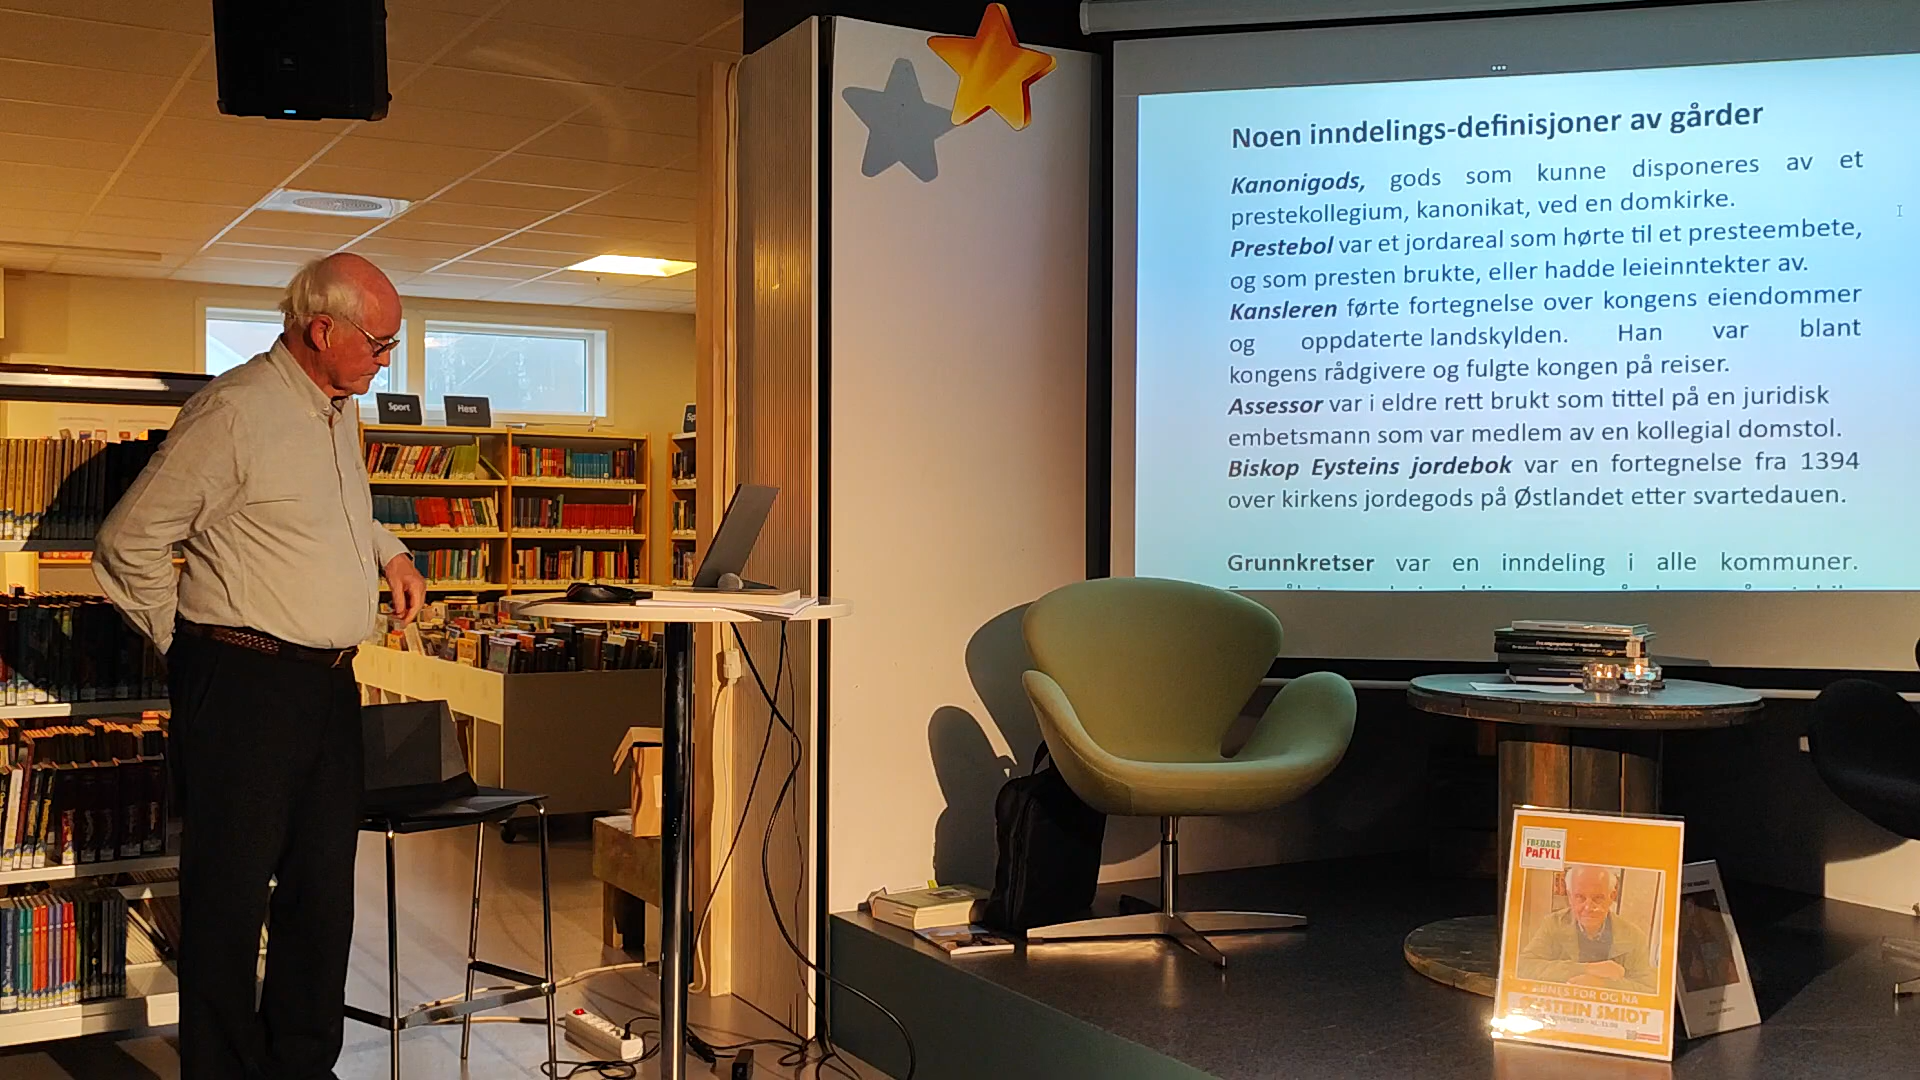 Noen inndelings-definisjoner av gårder
Kanonigods, gods som kunne disponeres av et
prestekollegium, kanonikat, ved en domkirke.
Prestebol var et jordareal som hørte til et presteembete,
og som presten brukte, eller hadde leieinntekter av.
Kansleren førte fortegnelse over kongens eiendommer
og oppdaterte landskylden. Han var blant
kongens rådgivere og fulgte kongen på reiser.
Assessor var i eldre rett brukt som tittel på en juridisk
embetsmann som var medlem av en kollegial domstol.
Biskop Eysteins jordebok var en fortegnelse fra 1394
over kirkens jordegods på Østlandet etter svartedauen.
Grunnkretser var en inndeling i alle kommuner.
Sport
Hest
Sp
FREDAGS
PAFYLL
FØR OG NÅ
SMIDT